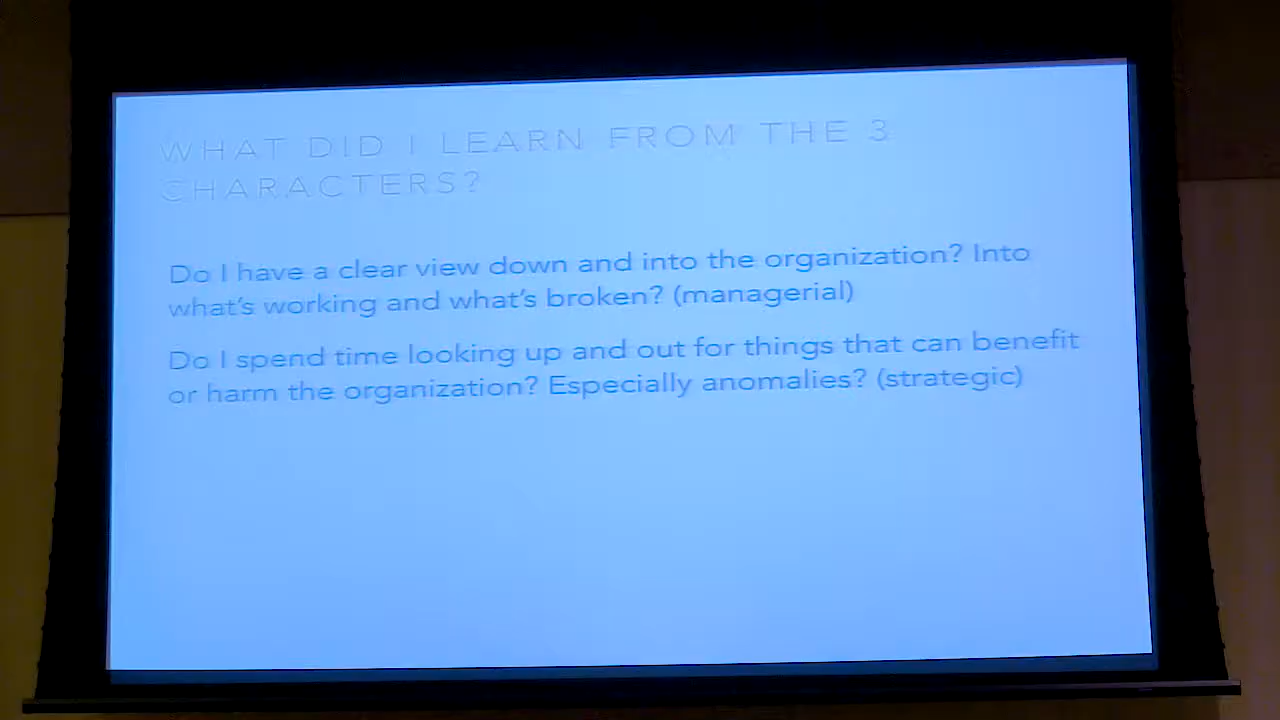 WHAT DID I LEARN FROM THE 3
CHARACTERS?
Do I have a clear view down and into the organization? Into
what's working and what's broken? (managerial)
Do I spend time looking up and out for things that can benefit
or harm the organization? Especially anomalies? (strategic)